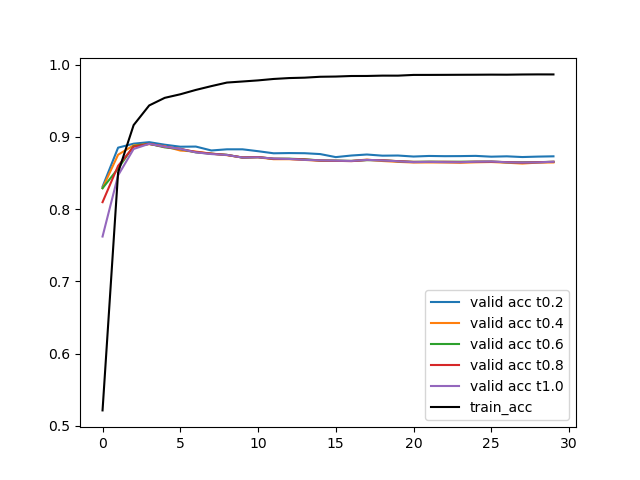 1.0
0.9
0.8
0.7
0.6
0.5
0 5 10 15 20 25 30
valid acc t0.2
valid acc t0.4
valid acc t0.6
valid acc t0.8
valid acc t1.0
train_acc